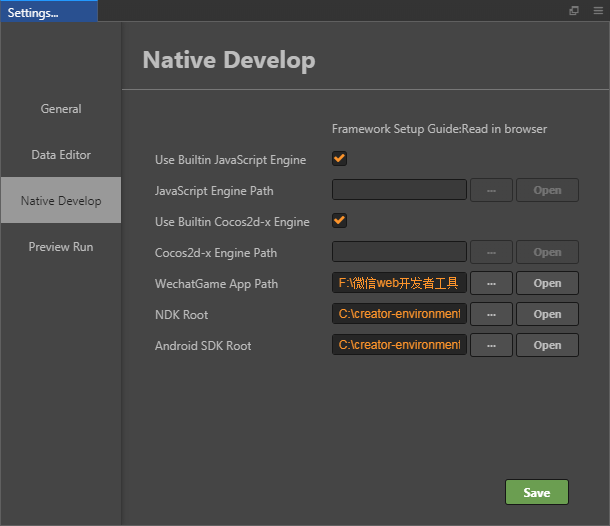 Settings...
Native Develop
General
Data Editor
Native Develop
Preview Run
Framework Setup Guide:Read in browser
Use Builtin JavaScript Engine
JavaScript Engine Path ... Open
Use Builtin Cocos2d-x Engine
Cocos2d-x Engine Path ... Open
WechatGame App Path F:\微信web开发者工具 ... Open
NDK Root C:\creator-environment ... Open
Android SDK Root C:\creator-environment ... Open
Save